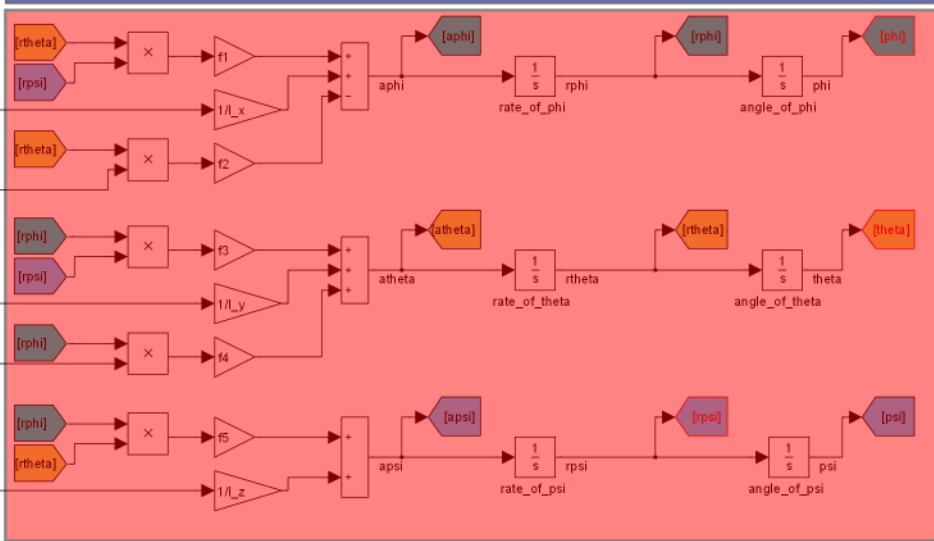 [rtheta]
[rpsi]
×
f1
1/I_x
[rtheta]
×
f2
+
+
−
aphi
[aphi]
1
s
rate_of_phi
rphi
[rphi]
1
s
angle_of_phi
phi
[phi]
[rphi]
[rpsi]
×
f3
1/I_y
[rphi]
×
f4
+
+
+
atheta
[atheta]
1
s
rate_of_theta
rtheta
[rtheta]
1
s
angle_of_theta
theta
[theta]
[rphi]
[rtheta]
×
f5
1/I_z
+
+
apsi
[apsi]
1
s
rate_of_psi
rpsi
[rpsi]
1
s
angle_of_psi
psi
[psi]